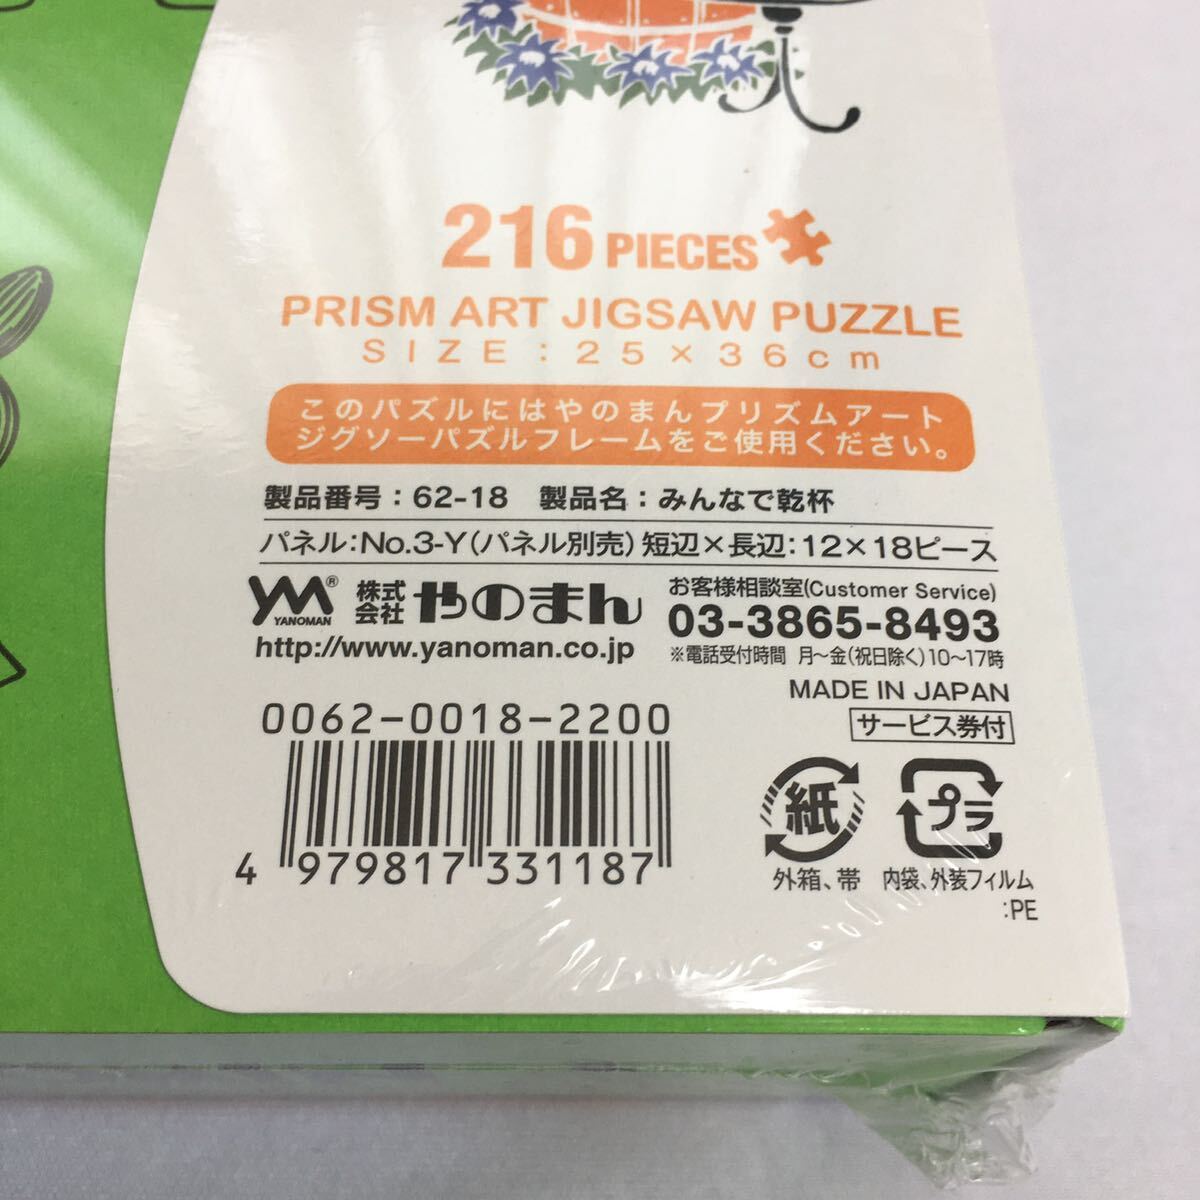 216 PIECES
PRISM ART JIGSAW PUZZLE
SIZE : 25×36cm
このパズルにはやのまんプリズムアート
ジグソーパズルフレームをご使用ください。
製品番号：62-18 製品名：みんなで乾杯
パネル：No.3-Y（パネル別売）短辺×長辺：12×18ピース
YM® YANOMAN 株式会社 やのまん
http://www.yanoman.co.jp
お客様相談室(Customer Service)
03-3865-8493
※電話受付時間 月〜金(祝日除く)10〜17時
MADE IN JAPAN
サービス券付
0062-0018-2200
4 979817 331187
紙
外箱、帯
プラ
内袋、外装フィルム
:PE